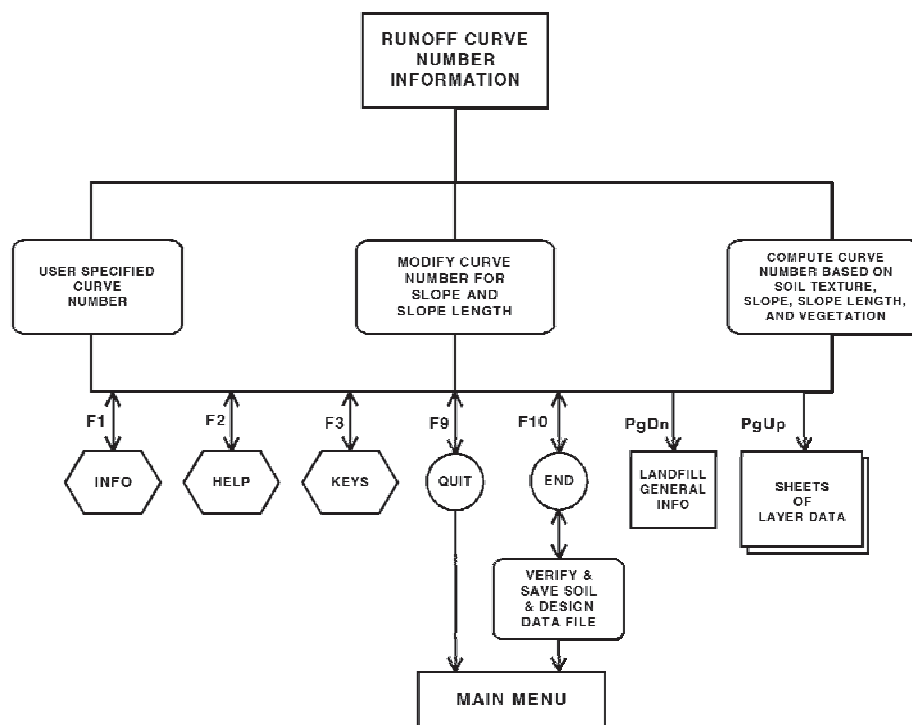 RUNOFF CURVE
NUMBER
INFORMATION
USER SPECIFIED
CURVE
NUMBER
MODIFY CURVE
NUMBER FOR
SLOPE AND
SLOPE LENGTH
COMPUTE CURVE
NUMBER BASED ON
SOIL TEXTURE,
SLOPE, SLOPE LENGTH,
AND VEGETATION
F1
F2
F3
F9
F10
PgDn
PgUp
INFO
HELP
KEYS
QUIT
END
LANDFILL
GENERAL
INFO
SHEETS
OF
LAYER DATA
VERIFY &
SAVE SOIL
& DESIGN
DATA FILE
MAIN MENU